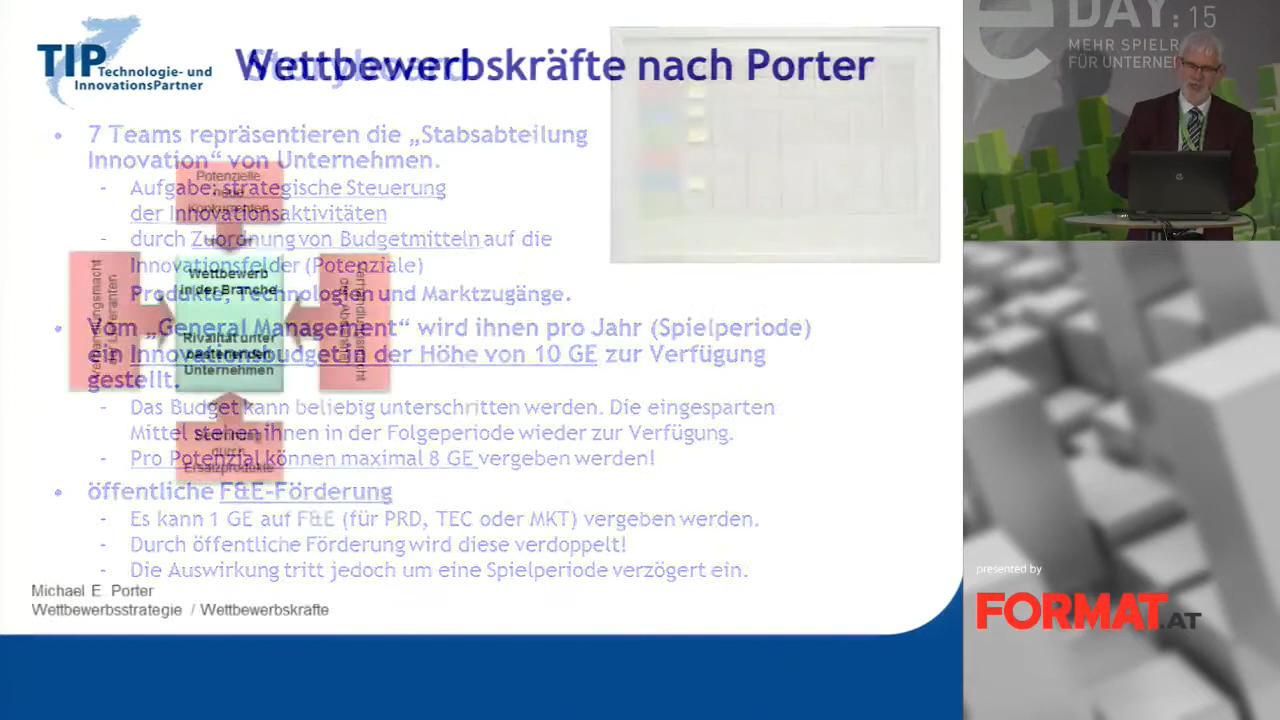 TIP Technologie- und
InnovationsPartner
Wettbewerbskräfte nach Porter
• 7 Teams repräsentieren die „Stabsabteilung
Innovation“ von Unternehmen.
- Aufgabe: strategische Steuerung
der Innovationsaktivitäten
- durch Zuordnung von Budgetmitteln auf die
Innovationsfelder (Potenziale)
Produkte, Technologien und Marktzugänge.
• Vom „General Management“ wird ihnen pro Jahr (Spielperiode)
ein Innovationsbudget in der Höhe von 10 GE zur Verfügung
gestellt.
- Das Budget kann beliebig unterschritten werden. Die eingesparten
Mittel stehen ihnen in der Folgeperiode wieder zur Verfügung.
- Pro Potenzial können maximal 8 GE vergeben werden!
• öffentliche F&E-Förderung
- Es kann 1 GE auf F&E (für PRD, TEC oder MKT) vergeben werden.
- Durch öffentliche Förderung wird diese verdoppelt!
- Die Auswirkung tritt jedoch um eine Spielperiode verzögert ein.
Potenzielle
neue
Konkurrenten
Wettbewerb
in der Branche
Rivalität unter
bestehenden
Unternehmen
durch
Ersatzprodukte
Michael E. Porter
Wettbewerbsstrategie / Wettbewerbskräfte
e DAY:15
MEHR SPIELR
FÜR UNTERNE
presented by
FORMAT.AT